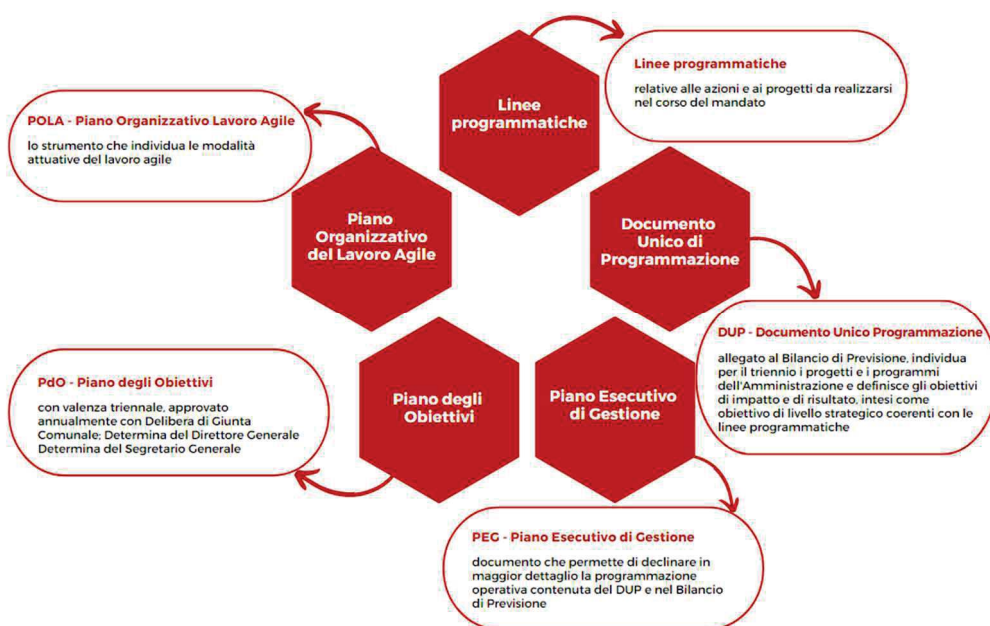 Linee
programmatiche
Linee programmatiche
relative alle azioni e ai progetti da realizzarsi
nel corso del mandato
POLA - Piano Organizzativo Lavoro Agile
lo strumento che individua le modalità
attuative del lavoro agile
Piano
Organizzativo
del Lavoro Agile
Documento
Unico di
Programmazione
DUP - Documento Unico Programmazione
allegato al Bilancio di Previsione, individua
per il triennio i progetti e i programmi
dell'Amministrazione e definisce gli obiettivi
di impatto e di risultato, intesi come
obiettivo di livello strategico coerenti con le
linee programmatiche
PdO - Piano degli Obiettivi
con valenza triennale, approvato
annualmente con Delibera di Giunta
Comunale; Determina del Direttore Generale
Determina del Segretario Generale
Piano degli
Obiettivi
Piano Esecutivo
di Gestione
PEG - Piano Esecutivo di Gestione
documento che permette di declinare in
maggior dettaglio la programmazione
operativa contenuta del DUP e nel Bilancio
di Previsione